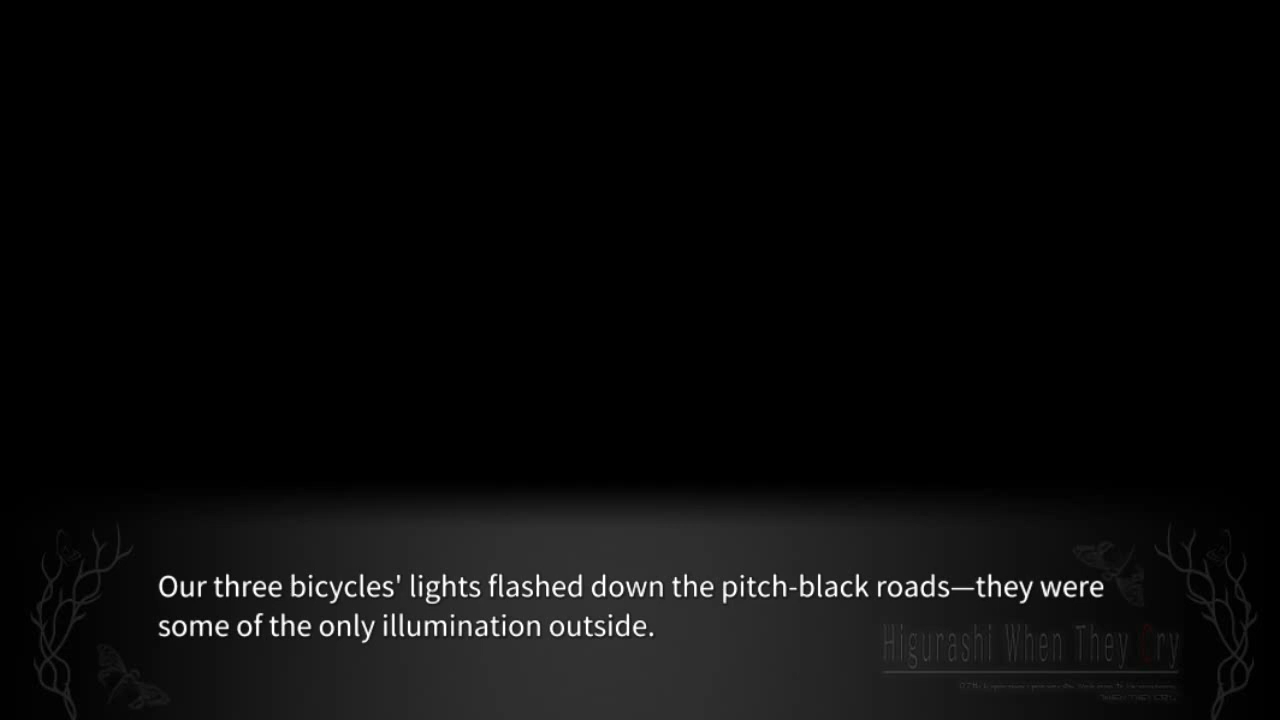 Our three bicycles' lights flashed down the pitch-black roads—they were
some of the only illumination outside.
Higurashi When They Cry